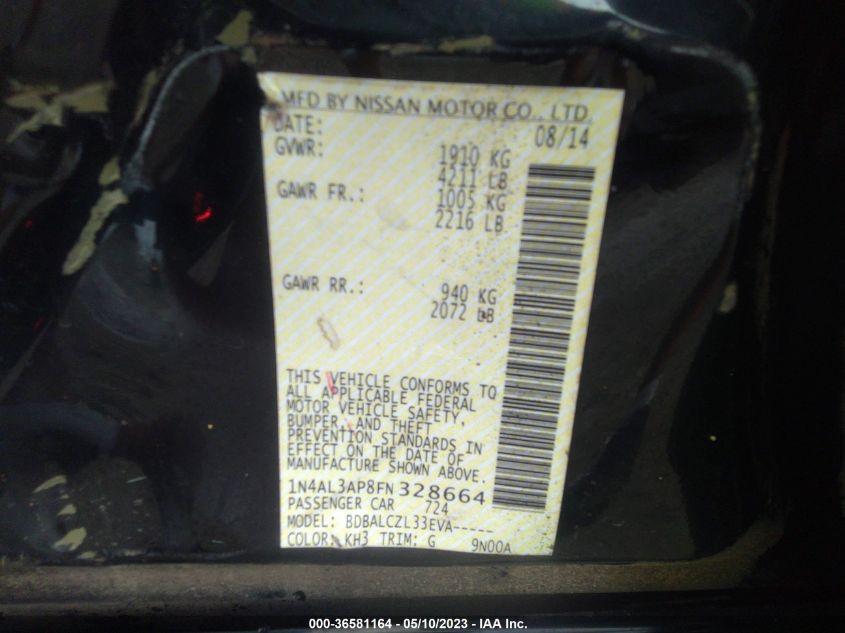 MFD BY NISSAN MOTOR CO., LTD.
DATE: 08/14
GVWR: 1910 KG
4211 LB
GAWR FR.: 1005 KG
2216 LB
GAWR RR.: 940 KG
2072 LB
THIS VEHICLE CONFORMS TO
ALL APPLICABLE FEDERAL
MOTOR VEHICLE SAFETY,
BUMPER, AND THEFT
PREVENTION STANDARDS IN
EFFECT ON THE DATE OF
MANUFACTURE SHOWN ABOVE.
1N4AL3AP8FN328664
PASSENGER CAR 724
MODEL: BDBALCZL33EVA-----
COLOR: KH3 TRIM: G 9N00A
000-36581164 - 05/10/2023 - IAA Inc.